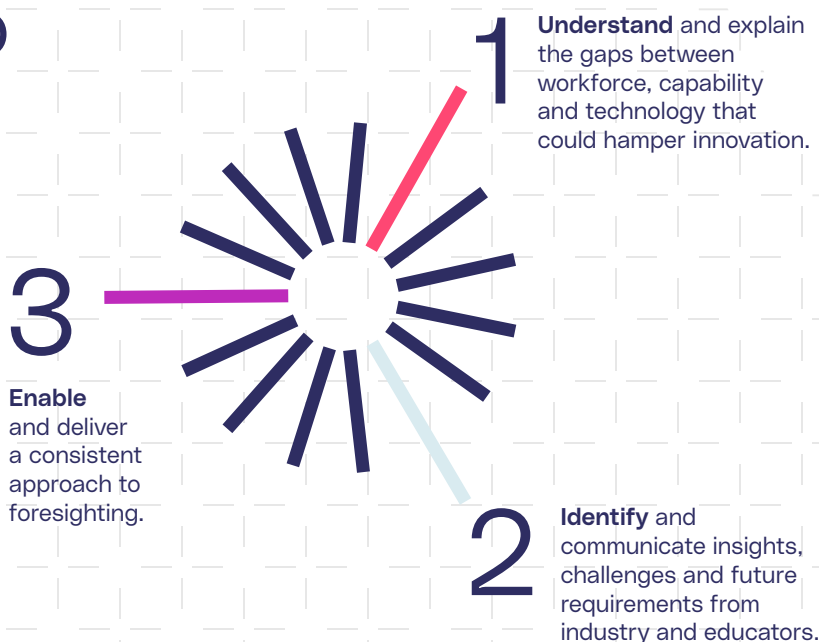 1
Understand and explain
the gaps between
workforce, capability
and technology that
could hamper innovation.
3
Enable
and deliver
a consistent
approach to
foresighting.
2
Identify and
communicate insights,
challenges and future
requirements from
industry and educators.